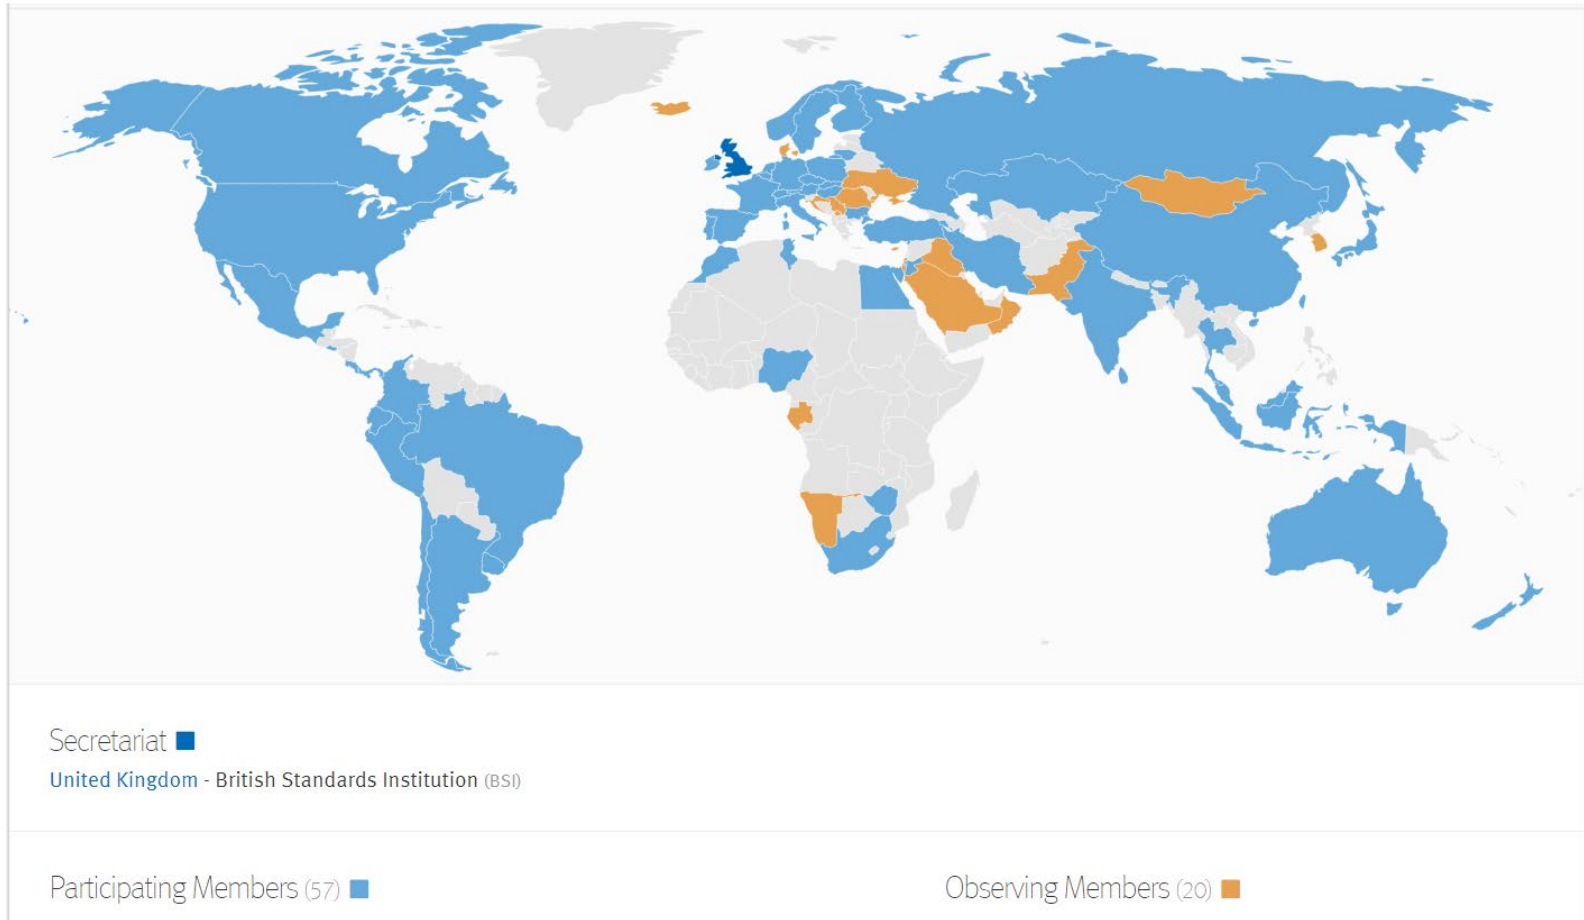 Secretariat
United Kingdom - British Standards Institution (BSI)
Participating Members (57)
Observing Members (20)